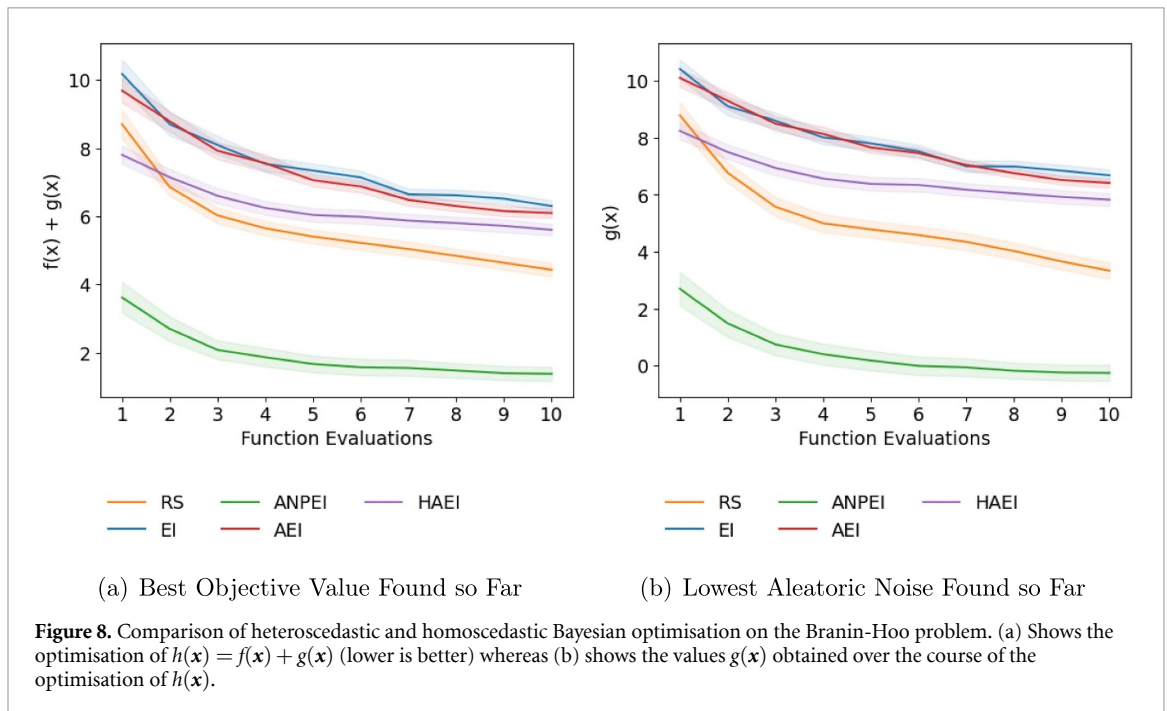 f(x) + g(x)
10
8
6
4
2
1 2 3 4 5 6 7 8 9 10
Function Evaluations
RS ANPEI HAEI
EI AEI
(a) Best Objective Value Found so Far
g(x)
10
8
6
4
2
0
1 2 3 4 5 6 7 8 9 10
Function Evaluations
RS ANPEI HAEI
EI AEI
(b) Lowest Aleatoric Noise Found so Far
Figure 8. Comparison of heteroscedastic and homoscedastic Bayesian optimisation on the Branin-Hoo problem. (a) Shows the
optimisation of h(x) = f(x) + g(x) (lower is better) whereas (b) shows the values g(x) obtained over the course of the
optimisation of h(x).